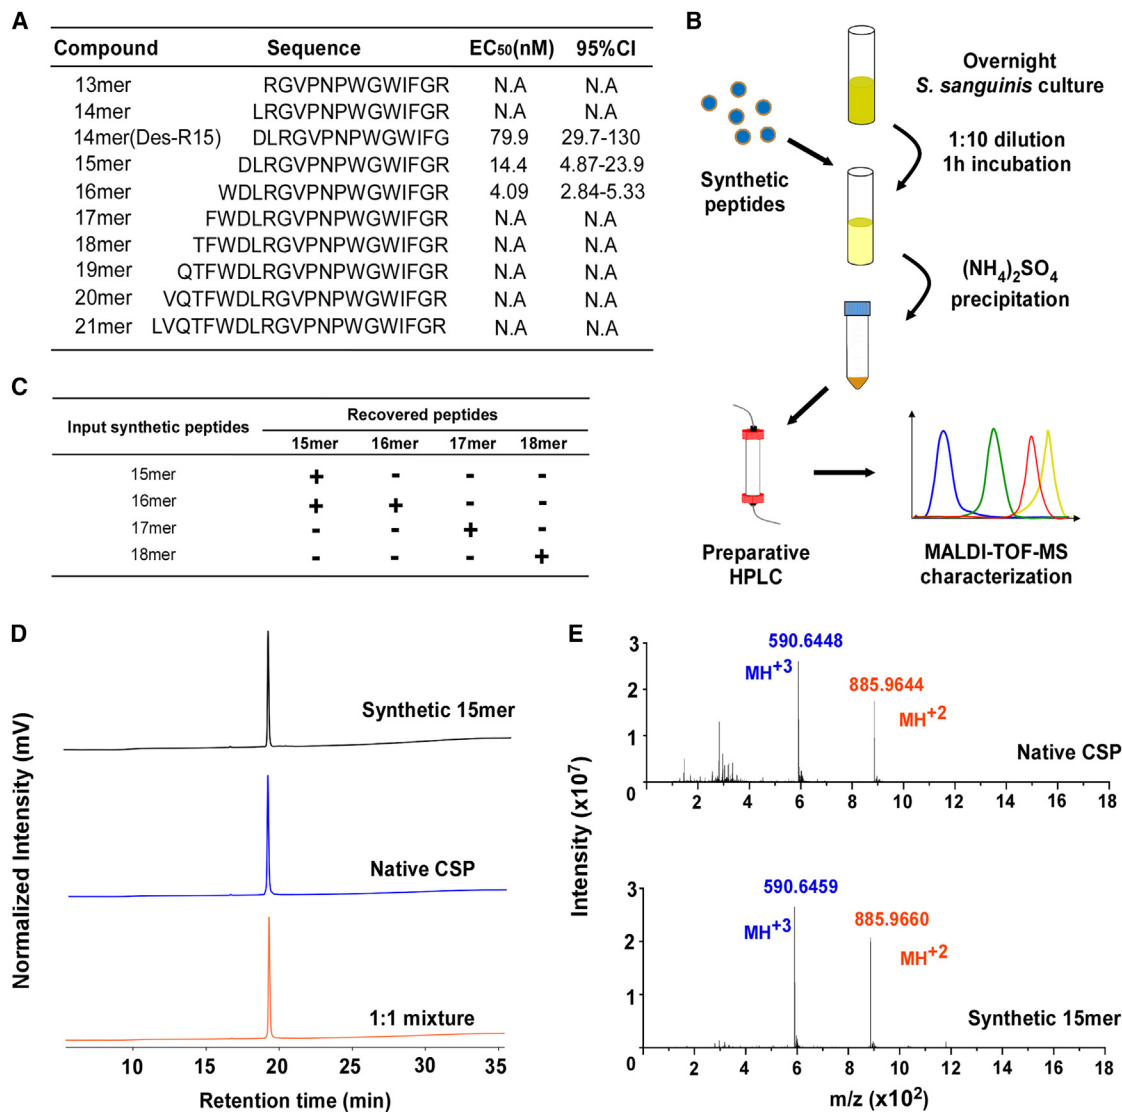 A
Compound Sequence EC₅₀(nM) 95%CI
13mer RGVPNPWGWIFGR N.A N.A
14mer LRGVPNPWGWIFGR N.A N.A
14mer(Des-R15) DLRGVPNPWGWIFG 79.9 29.7-130
15mer DLRGVPNPWGWIFGR 14.4 4.87-23.9
16mer WDLRGVPNPWGWIFGR 4.09 2.84-5.33
17mer FWDLRGVPNPWGWIFGR N.A N.A
18mer TFWDLRGVPNPWGWIFGR N.A N.A
19mer QTFWDLRGVPNPWGWIFGR N.A N.A
20mer VQTFWDLRGVPNPWGWIFGR N.A N.A
21mer LVQTFWDLRGVPNPWGWIFGR N.A N.A
B
Overnight
S. sanguinis culture
1:10 dilution
1h incubation
Synthetic
peptides
(NH₄)₂SO₄
precipitation
Preparative
HPLC
MALDI-TOF-MS
characterization
C
Input synthetic peptides
Recovered peptides
15mer 16mer 17mer 18mer
15mer + - - -
16mer + + - -
17mer - - + -
18mer - - - +
D
Normalized Intensity (mV)
Synthetic 15mer
Native CSP
1:1 mixture
10 15 20 25 30 35
Retention time (min)
E
Intensity (x10⁷)
3
2
1
0
590.6448
MH⁺³
885.9644
MH⁺²
Native CSP
2 4 6 8 10 12 14 16 18
3
2
1
0
590.6459
MH⁺³
885.9660
MH⁺²
Synthetic 15mer
2 4 6 8 10 12 14 16 18
m/z (x10²)